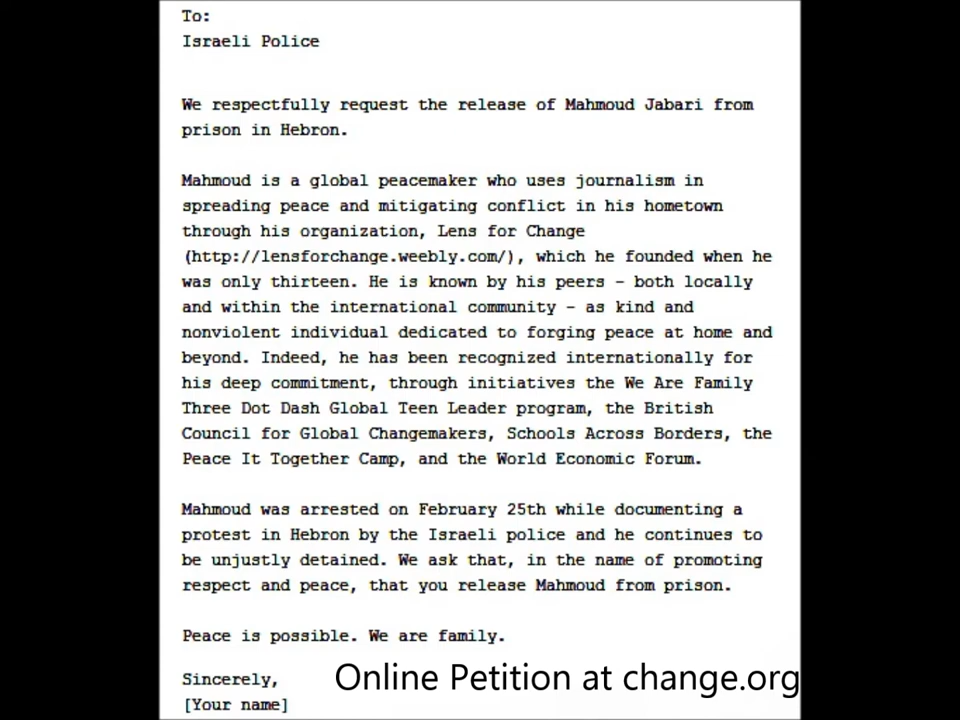 To:
Israeli Police
We respectfully request the release of Mahmoud Jabari from
prison in Hebron.
Mahmoud is a global peacemaker who uses journalism in
spreading peace and mitigating conflict in his hometown
through his organization, Lens for Change
(http://lensforchange.weebly.com/), which he founded when he
was only thirteen. He is known by his peers – both locally
and within the international community – as kind and
nonviolent individual dedicated to forging peace at home and
beyond. Indeed, he has been recognized internationally for
his deep commitment, through initiatives the We Are Family
Three Dot Dash Global Teen Leader program, the British
Council for Global Changemakers, Schools Across Borders, the
Peace It Together Camp, and the World Economic Forum.
Mahmoud was arrested on February 25th while documenting a
protest in Hebron by the Israeli police and he continues to
be unjustly detained. We ask that, in the name of promoting
respect and peace, that you release Mahmoud from prison.
Peace is possible. We are family.
Sincerely,
[Your name]
Online Petition at change.org